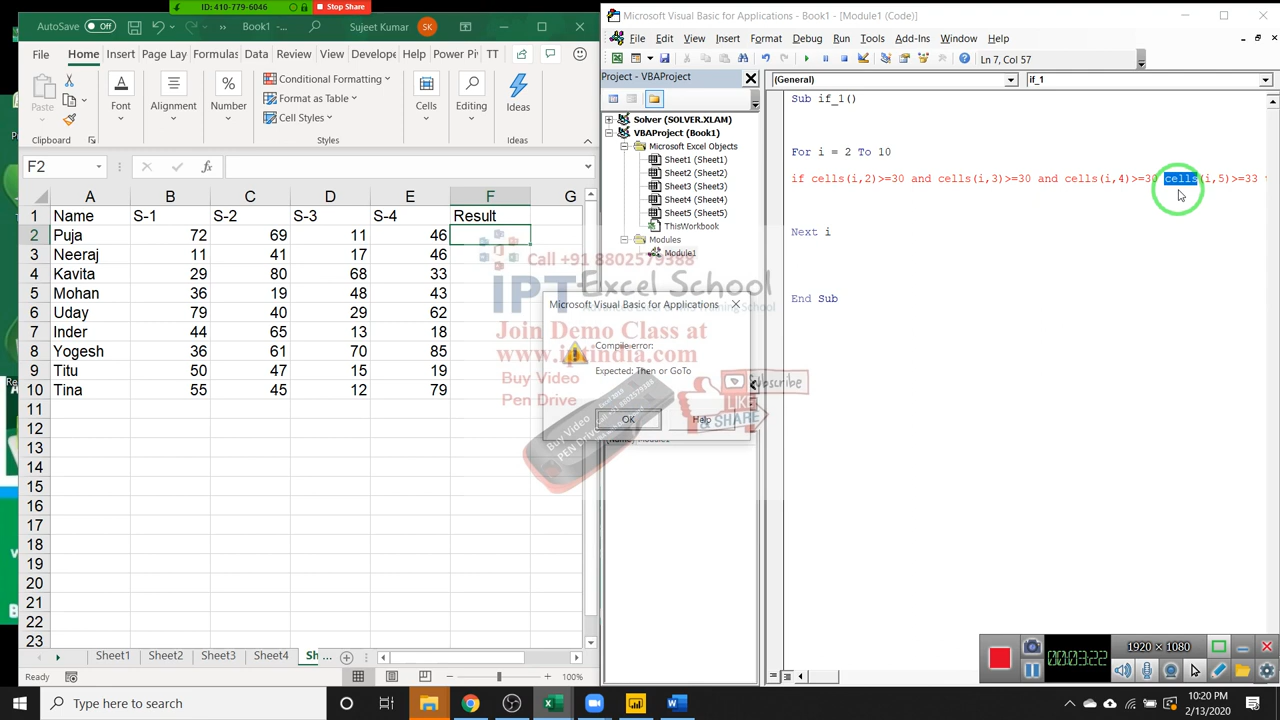 ID: 410-779-6046 Stop Share
AutoSave Off Book1 - ... Sujeet Kumar SK
File Home Insert Page Formulas Data Review View Help Power Pi TT
Paste Font Alignment Number Conditional Formatting Format as Table Cell Styles Cells Editing Ideas
Clipboard Styles Ideas
F2 fx
A B C D E F G
1 Name S-1 S-2 S-3 S-4 Result
2 Puja 72 69 11 46
3 Neeraj 11 41 17 46
4 Kavita 29 80 68 33
5 Mohan 36 19 48 43
6 Uday 79 40 29 62
7 Inder 44 65 13 18
8 Yogesh 36 61 70 85
9 Titu 50 47 15 19
10 Tina 55 45 12 79
11
12
13
14
15
16
17
18
19
20
21
22
23
Sheet1 Sheet2 Sheet3 Sheet4 Sh ...
Ready 100%
Microsoft Visual Basic for Applications - Book1 - [Module1 (Code)]
File Edit View Insert Format Debug Run Tools Add-Ins Window Help
Ln 7, Col 57
Project - VBAProject
Solver (SOLVER.XLAM)
VBAProject (Book1)
Microsoft Excel Objects
Sheet1 (Sheet1)
Sheet2 (Sheet2)
Sheet3 (Sheet3)
Sheet4 (Sheet4)
Sheet5 (Sheet5)
ThisWorkbook
Modules
Module1
(General) if_1
Sub if_1()
For i = 2 To 10
if cells(i,2)>=30 and cells(i,3)>=30 and cells(i,4)>=30 cells(i,5)>=33 t
Next i
End Sub
Call +91 8802579388
IPT Excel School
Join Demo Class at
www.iptindia.com
Buy Video
Pen Drive
Subscribe
LIKE
& SHARE
Buy Video
PEN Drive
Microsoft Visual Basic for Applications
Compile error:
Expected: Then or GoTo
OK Help
1920 × 1080
00:03:22
Type here to search
10:20 PM
2/13/2020